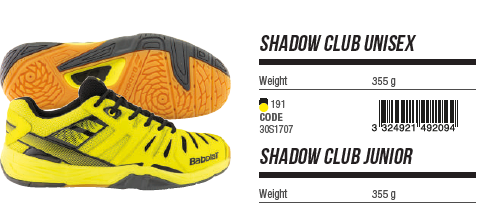 Babolat
SHADOW CLUB UNISEX
Weight 355 g
191
CODE
30S1707
3 324921 492094
SHADOW CLUB JUNIOR
Weight 355 g